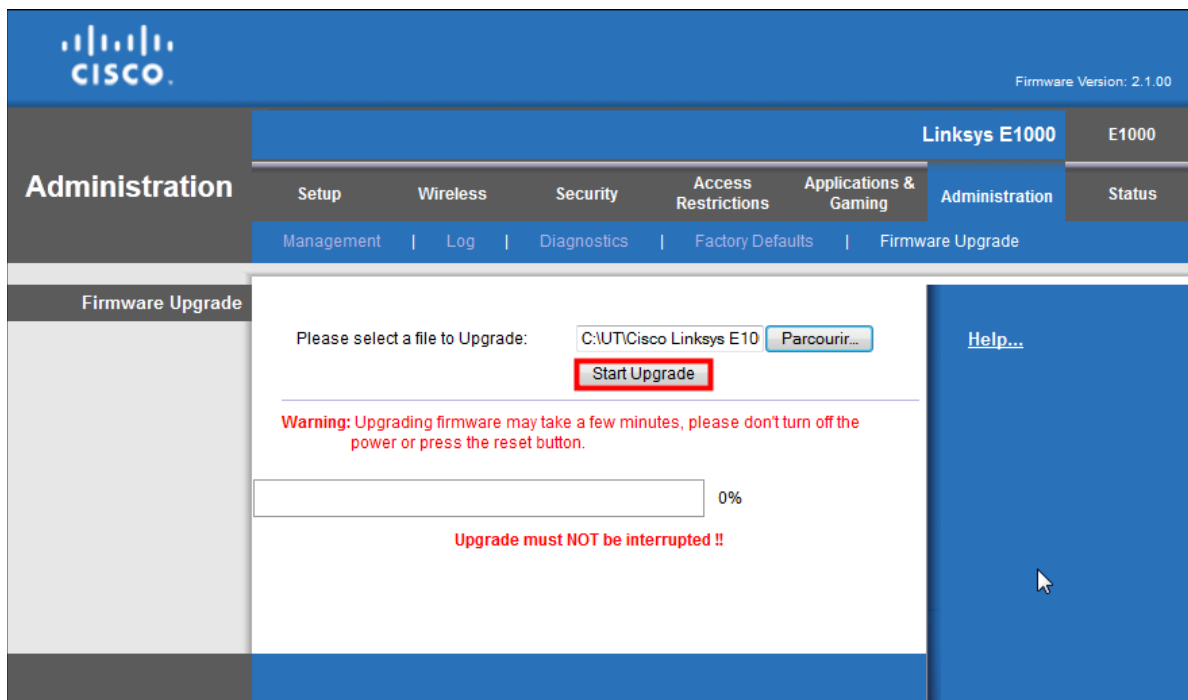 CISCO.
Firmware Version: 2.1.00
Linksys E1000
E1000
Administration
Setup
Wireless
Security
Access
Restrictions
Applications &
Gaming
Administration
Status
Management | Log | Diagnostics | Factory Defaults | Firmware Upgrade
Firmware Upgrade
Please select a file to Upgrade:
C:\UT\Cisco Linksys E10
Parcourir...
Start Upgrade
Help...
Warning: Upgrading firmware may take a few minutes, please don't turn off the
power or press the reset button.
0%
Upgrade must NOT be interrupted !!